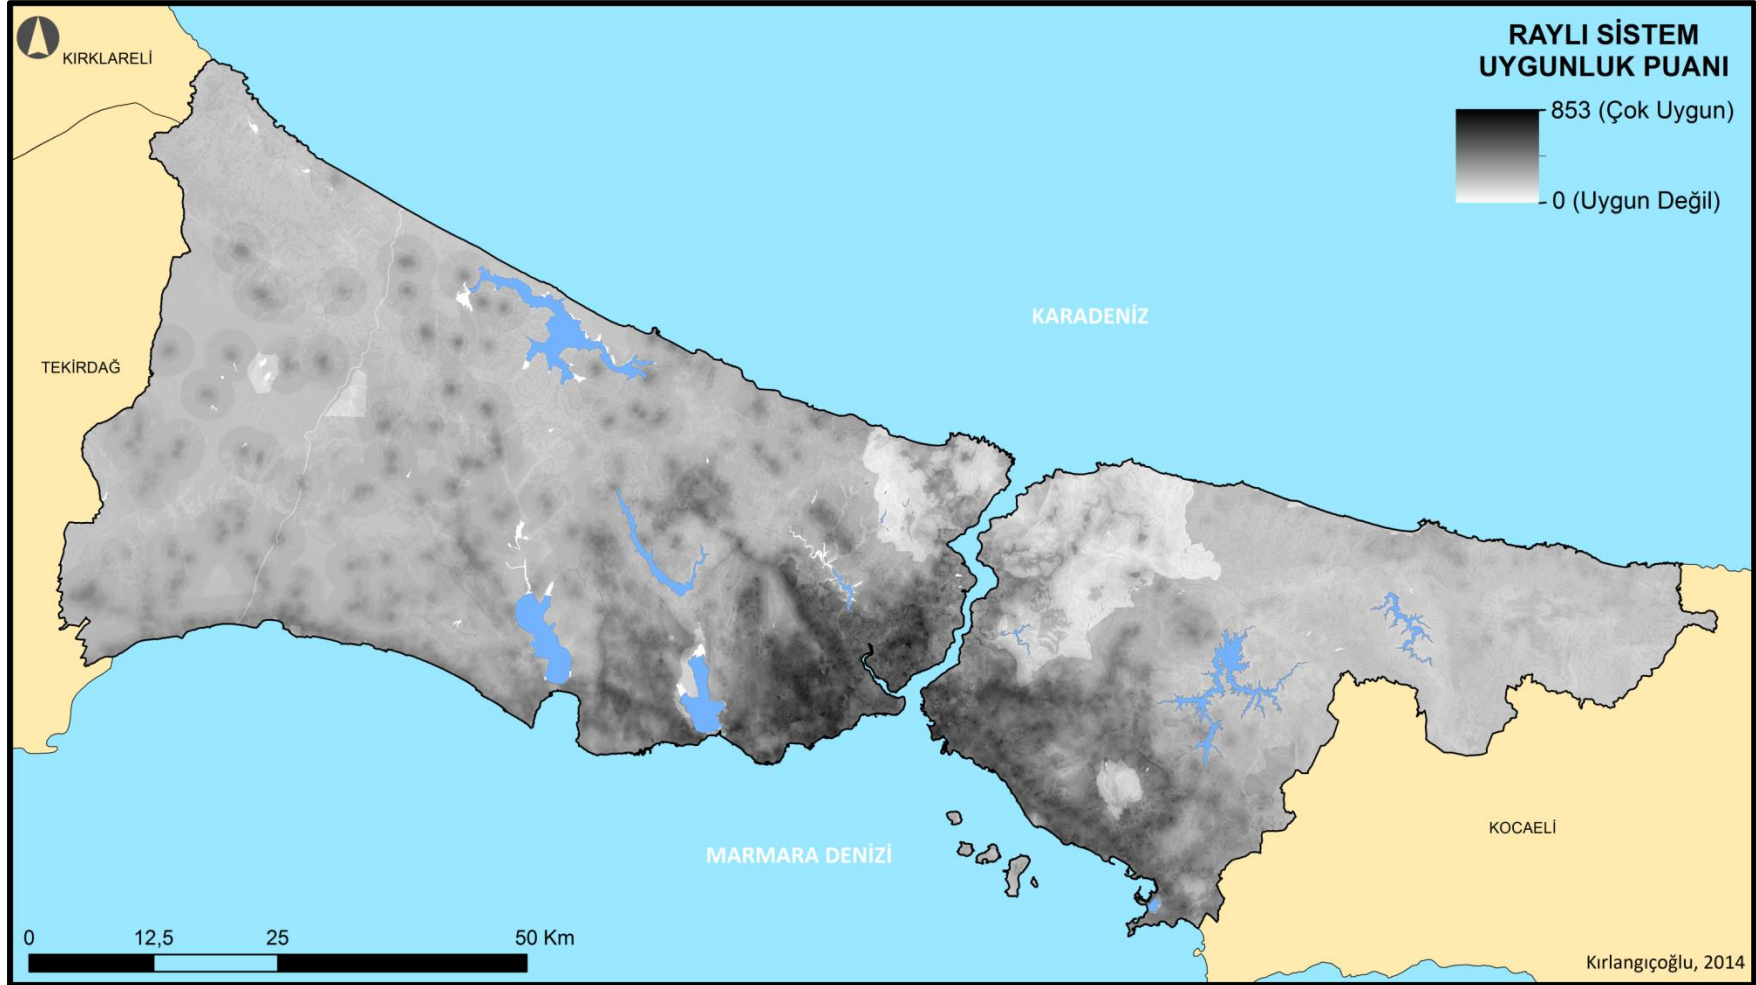 RAYLI SİSTEM
UYGUNLUK PUANI
853 (Çok Uygun)
0 (Uygun Değil)
KIRKLARELİ
TEKİRDAĞ
KARADENİZ
MARMARA DENİZİ
KOCAELİ
0 12,5 25 50 Km
Kırlangıçoğlu, 2014